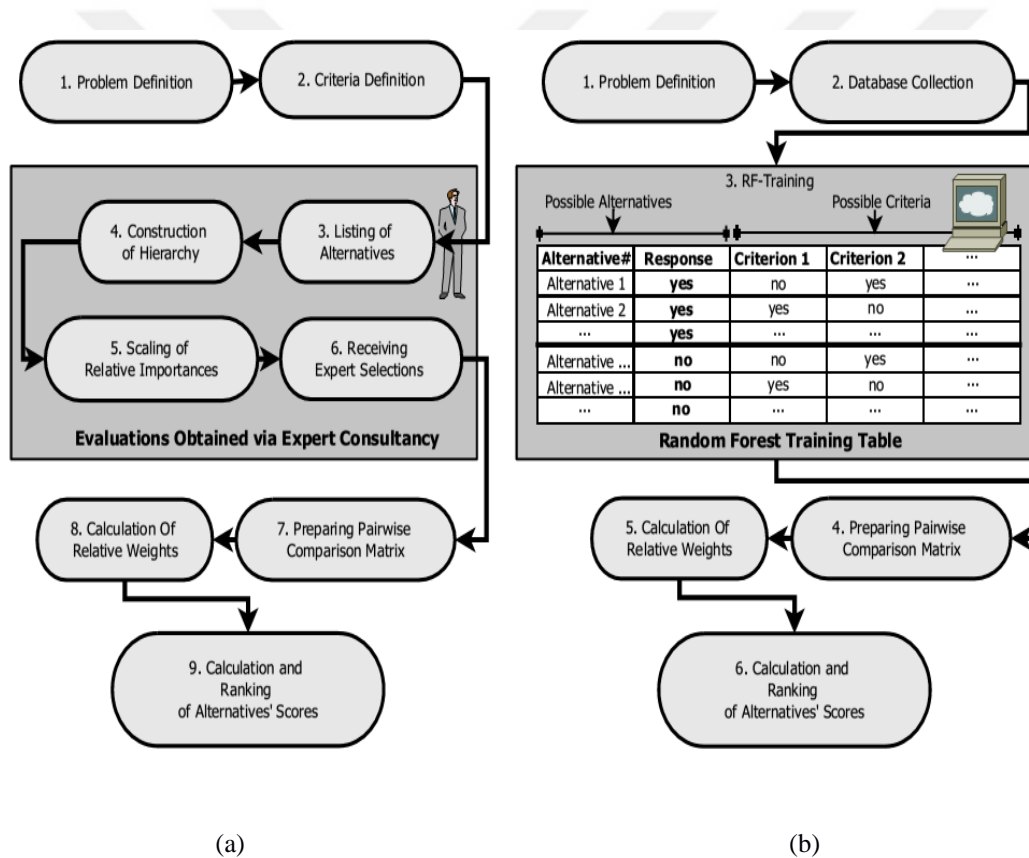 1. Problem Definition
2. Criteria Definition
4. Construction
of Hierarchy
3. Listing of
Alternatives
5. Scaling of
Relative Importances
6. Receiving
Expert Selections
Evaluations Obtained via Expert Consultancy
8. Calculation Of
Relative Weights
7. Preparing Pairwise
Comparison Matrix
9. Calculation and
Ranking
of Alternatives' Scores
(a)
1. Problem Definition
2. Database Collection
3. RF-Training
Possible Alternatives Possible Criteria
Alternative# Response Criterion 1 Criterion 2 ...
Alternative 1 yes no yes ...
Alternative 2 yes yes no ...
... yes ... ... ...
Alternative ... no no yes ...
Alternative ... no yes no ...
... no ... ... ...
Random Forest Training Table
5. Calculation Of
Relative Weights
4. Preparing Pairwise
Comparison Matrix
6. Calculation and
Ranking
of Alternatives' Scores
(b)